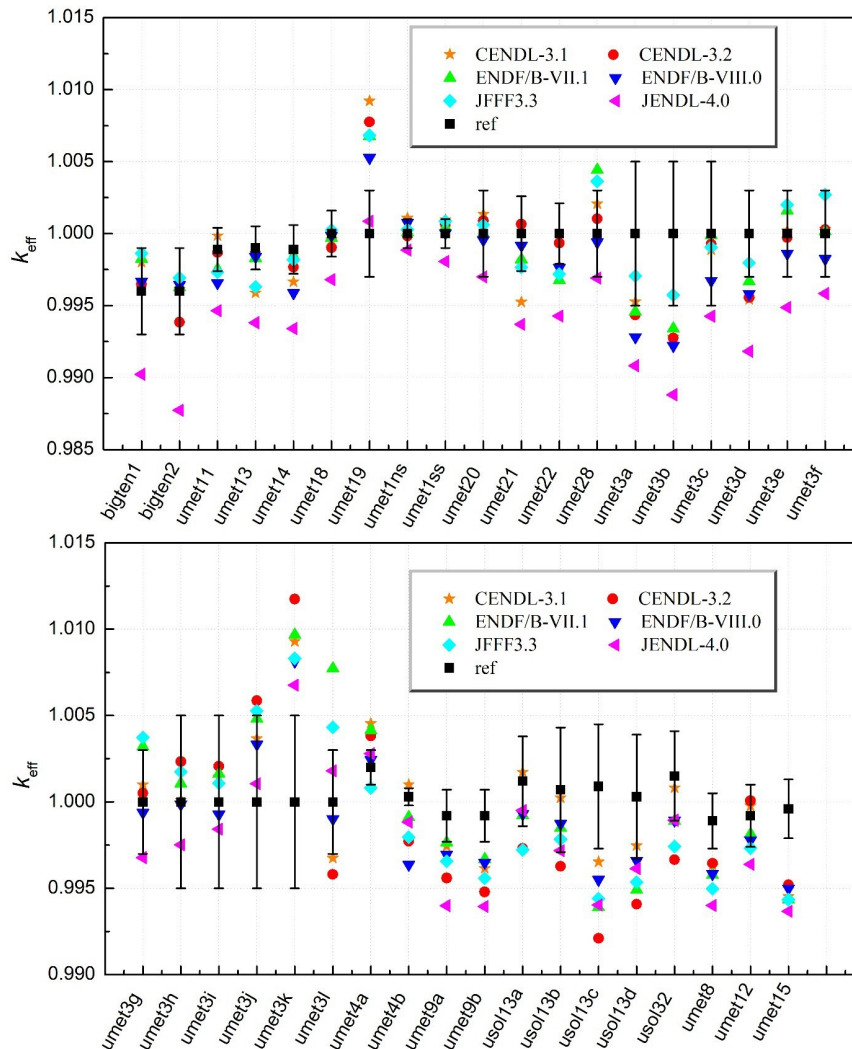 1.015
1.010
1.005
1.000
0.995
0.990
0.985
k_eff
CENDL-3.1
CENDL-3.2
ENDF/B-VII.1
ENDF/B-VIII.0
JFFF3.3
JENDL-4.0
ref
bigten1
bigten2
umet11
umet13
umet14
umet18
umet19
umet1ns
umet1ss
umet20
umet21
umet22
umet28
umet3a
umet3b
umet3c
umet3d
umet3e
umet3f
1.015
1.010
1.005
1.000
0.995
0.990
k_eff
CENDL-3.1
CENDL-3.2
ENDF/B-VII.1
ENDF/B-VIII.0
JFFF3.3
JENDL-4.0
ref
umet3g
umet3h
umet3i
umet3j
umet3k
umet3l
umet4a
umet4b
umet9a
umet9b
usol13a
usol13b
usol13c
usol13d
usol32
umet8
umet12
umet15